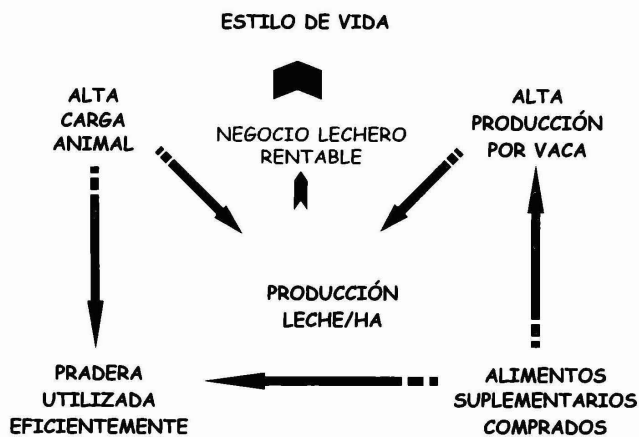 ESTILO DE VIDA
ALTA
CARGA
ANIMAL
NEGOCIO LECHERO
RENTABLE
ALTA
PRODUCCIÓN
POR VACA
PRODUCCIÓN
LECHE/HA
PRADERA
UTILIZADA
EFICIENTEMENTE
ALIMENTOS
SUPLEMENTARIOS
COMPRADOS